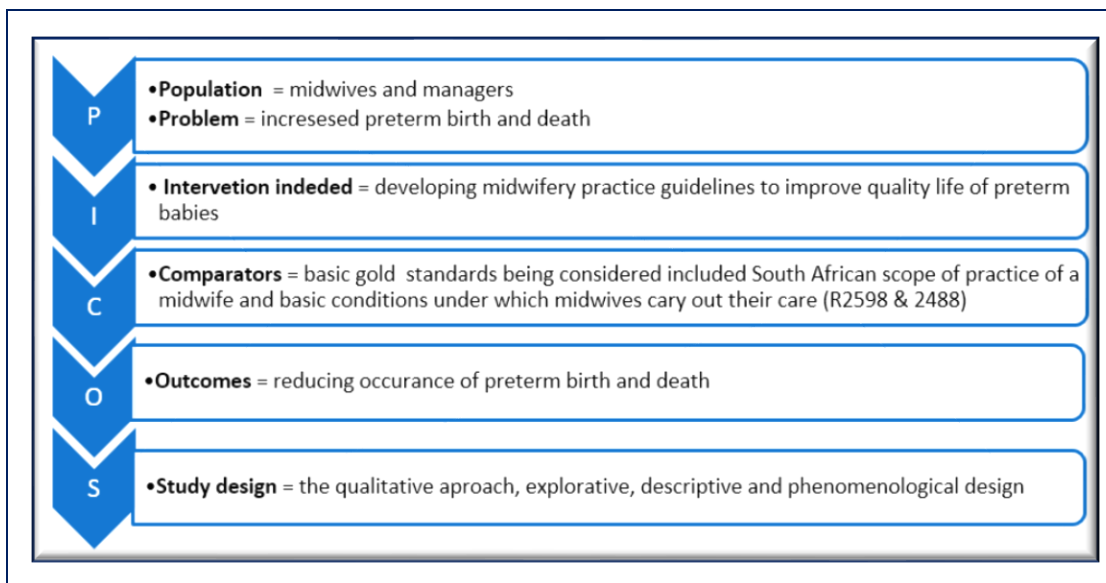 P
•Population = midwives and managers
•Problem = incresesed preterm birth and death
I
• Intervetion indeded = developing midwifery practice guidelines to improve quality life of preterm
babies
C
•Comparators = basic gold standards being considered included South African scope of practice of a
midwife and basic conditions under which midwives cary out their care (R2598 & 2488)
O
•Outcomes = reducing occurance of preterm birth and death
S
•Study design = the qualitative aproach, explorative, descriptive and phenomenological design